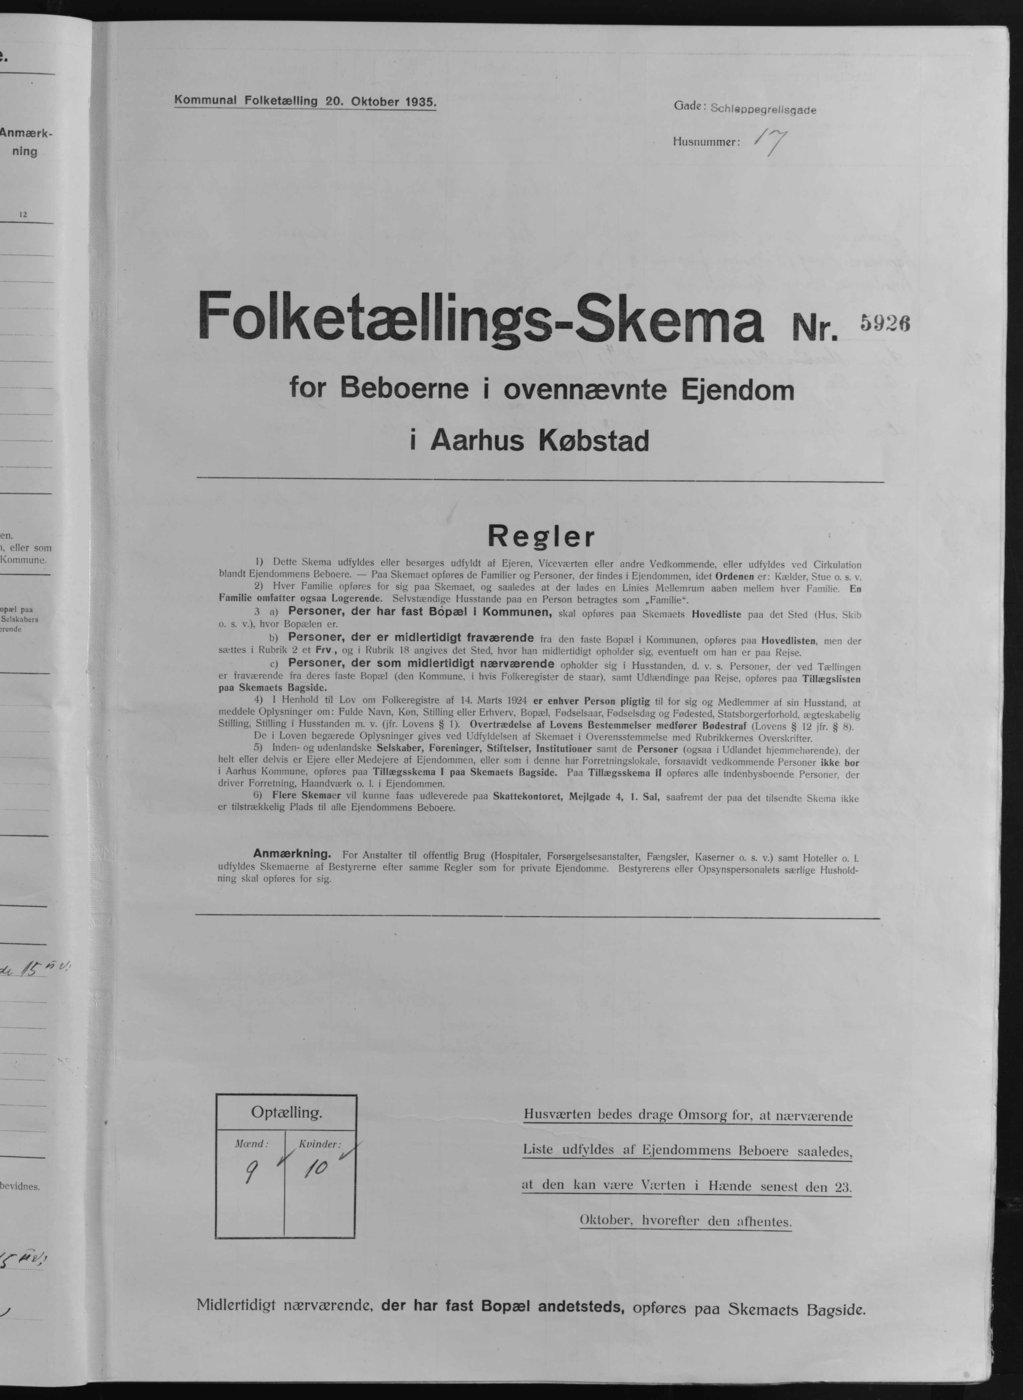 Kommunal Folketælling 20. Oktober 1935.
Gade: Schleppegrellsgade
Husnummer: 17
Folketællings-Skema Nr. 5926
for Beboerne i ovennævnte Ejendom
i Aarhus Købstad
Regler
1) Dette Skema udfyldes eller besørges udfyldt af Ejeren, Viceværten eller andre Vedkommende, eller udfyldes ved Cirkulation
blandt Ejendommens Beboere. — Paa Skemaet opføres de Familier og Personer, der findes i Ejendommen, idet Ordenen er: Kælder, Stue o. s. v.
2) Hver Familie opføres for sig paa Skemaet, og saaledes at der lades en Linies Mellemrum aaben mellem hver Familie. En
Familie omfatter ogsaa Logerende. Selvstændige Husstande paa en Person betragtes som „Familie".
3 a) Personer, der har fast Bopæl i Kommunen, skal opføres paa Skemaets Hovedliste paa det Sted (Hus, Skib
o. s. v.), hvor Bopælen er.
b) Personer, der er midlertidigt fraværende fra den faste Bopæl i Kommunen, opføres paa Hovedlisten, men der
sættes i Rubrik 2 et Frv., og i Rubrik 18 angives det Sted, hvor han midlertidigt opholder sig, eventuelt om han er paa Rejse.
c) Personer, der som midlertidigt nærværende opholder sig i Husstanden, d. v. s. Personer, der ved Tællingen
er fraværende fra deres faste Bopæl (den Kommune, i hvis Folkeregister de staar), samt Udlændinge paa Rejse, opføres paa Tillægslisten
paa Skemaets Bagside.
4) I Henhold til Lov om Folkeregistre af 14. Marts 1924 er enhver Person pligtig til for sig og Medlemmer af sin Husstand, at
meddele Oplysninger om: Fulde Navn, Køn, Stilling eller Erhverv, Bopæl, Fødselsaar, Fødselsdag og Fødested, Statsborgerforhold, ægteskabelig
Stilling, Stilling i Husstanden m. v. (jfr. Lovens § 1). Overtrædelse af Lovens Bestemmelser medfører Bødestraf (Lovens § 12 jfr. § 8).
De i Loven begærede Oplysninger gives ved Udfyldelsen af Skemaet i Overensstemmelse med Rubrikkernes Overskrifter.
5) Inden- og udenlandske Selskaber, Foreninger, Stiftelser, Institutioner samt de Personer (ogsaa i Udlandet hjemmehørende), der
helt eller delvis er Ejere eller Medejere af Ejendommen, eller som i denne har Forretningslokale, forsaavidt vedkommende Personer ikke bor
i Aarhus Kommune, opføres paa Tillægsskema I paa Skemaets Bagside. Paa Tillægsskema II opføres alle indenbysboende Personer, der
driver Forretning, Haandværk o. l. i Ejendommen.
6) Flere Skemaer vil kunne faas udleverede paa Skattekontoret, Mejlgade 4, 1. Sal, saafremt der paa det tilsendte Skema ikke
er tilstrækkelig Plads til alle Ejendommens Beboere.
Anmærkning. For Anstalter til offentlig Brug (Hospitaler, Forsørgelsesanstalter, Fængsler, Kaserner o. s. v.) samt Hoteller o. l.
udfyldes Skemaerne af Bestyrerne efter samme Regler som for private Ejendomme. Bestyrerens eller Opsynspersonalets særlige Hushold-
ning skal opføres for sig.
Optælling.
Mænd: Kvinder:
9 10
Husværten bedes drage Omsorg for, at nærværende
Liste udfyldes af Ejendommens Beboere saaledes,
at den kan være Værten i Hænde senest den 23.
Oktober, hvorefter den afhentes.
Midlertidigt nærværende, der har fast Bopæl andetsteds, opføres paa Skemaets Bagside.
Anmærk-
ning
12
en.
, eller som
Kommune.
opæl paa
Selskabers
bevidnes.